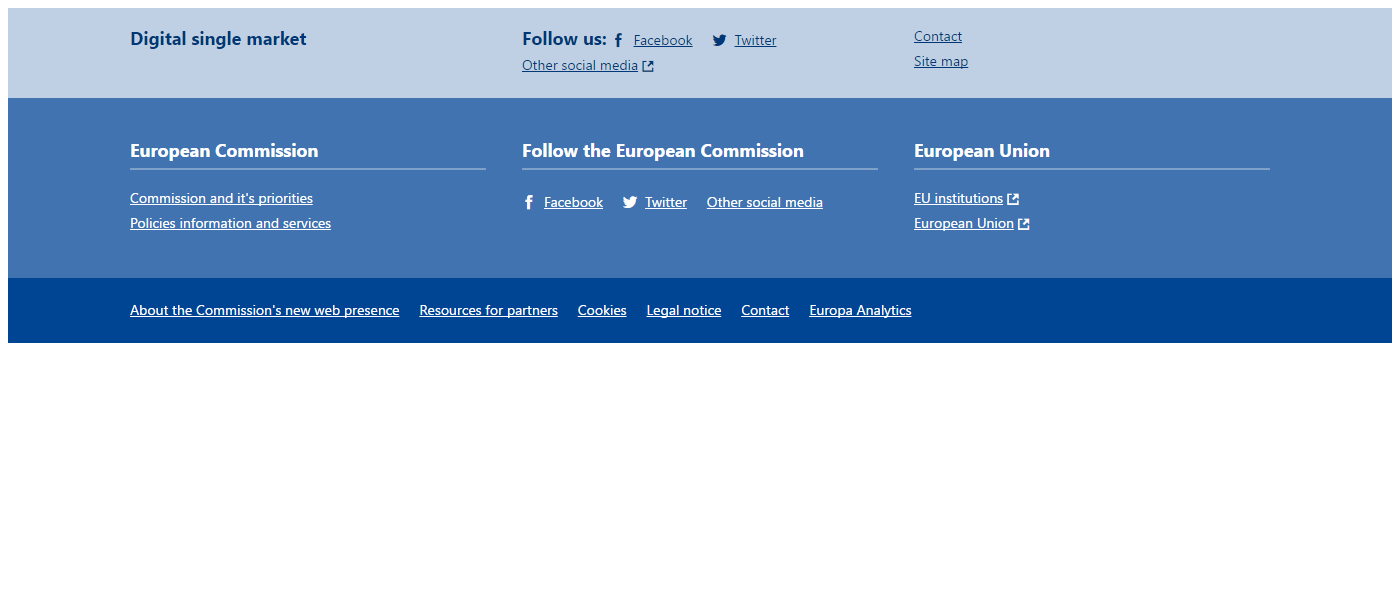 Digital single market
Follow us: Facebook Twitter
Other social media
Contact
Site map
European Commission
Commission and it's priorities
Policies information and services
Follow the European Commission
Facebook Twitter Other social media
European Union
EU institutions
European Union
About the Commission's new web presence Resources for partners Cookies Legal notice Contact Europa Analytics